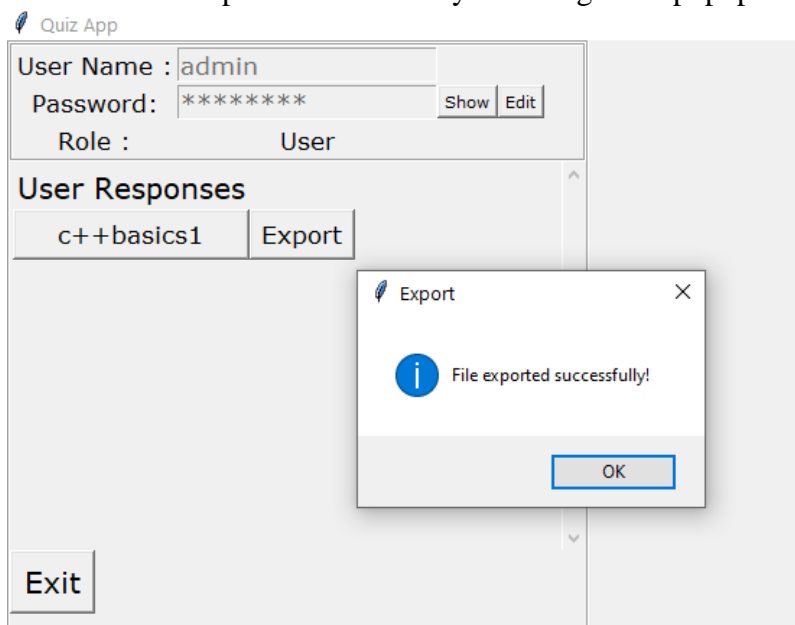 Quiz App
User Name : admin
Password: ******** Show Edit
Role : User
User Responses
c++basics1 Export
Export
File exported successfully!
OK
Exit